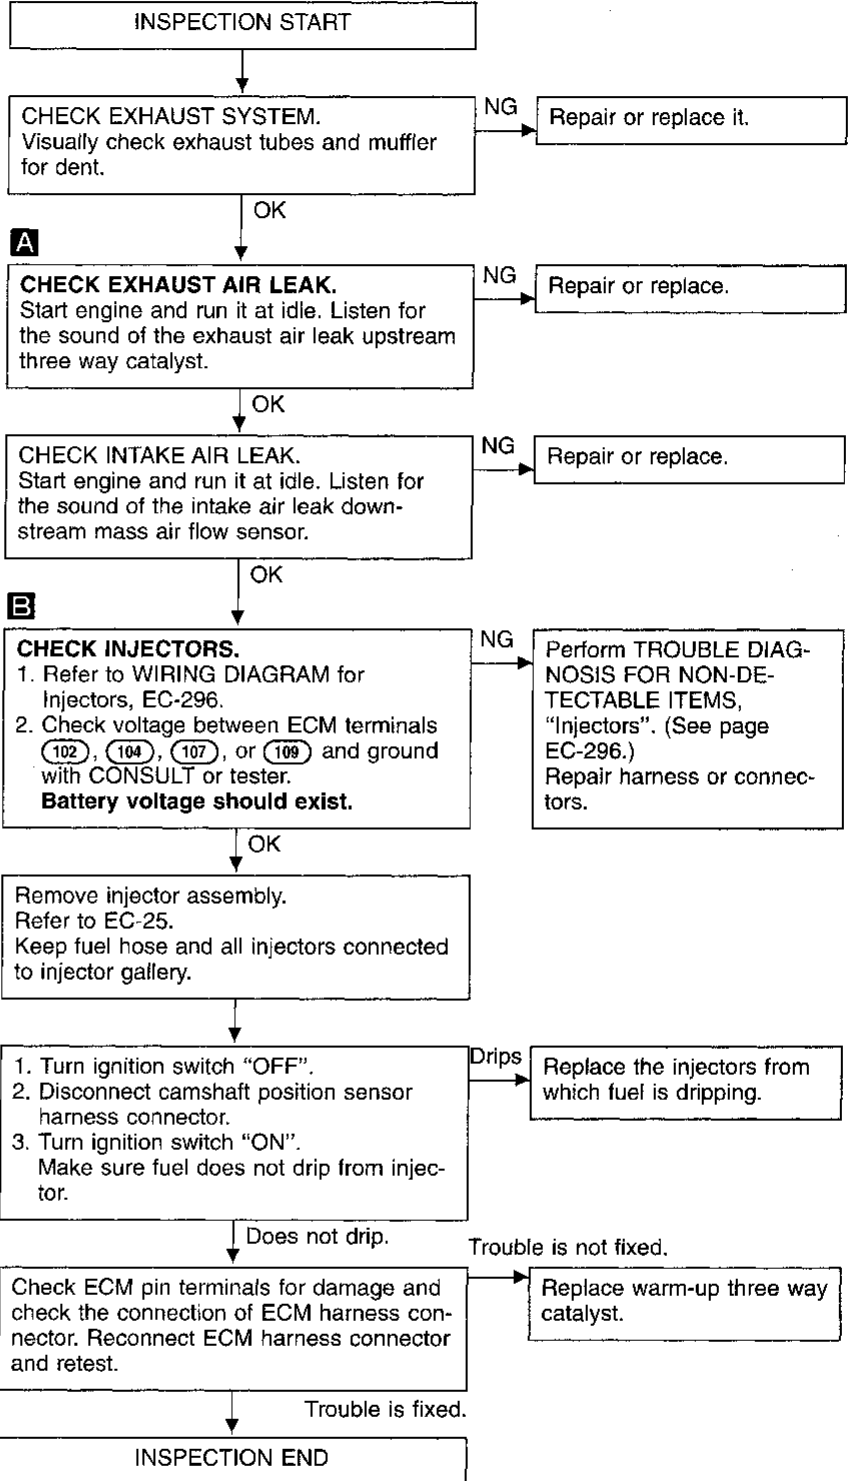 INSPECTION START
CHECK EXHAUST SYSTEM.
Visually check exhaust tubes and muffler
for dent.
NG
Repair or replace it.
OK
A
CHECK EXHAUST AIR LEAK.
Start engine and run it at idle. Listen for
the sound of the exhaust air leak upstream
three way catalyst.
NG
Repair or replace.
OK
CHECK INTAKE AIR LEAK.
Start engine and run it at idle. Listen for
the sound of the intake air leak down-
stream mass air flow sensor.
NG
Repair or replace.
OK
B
CHECK INJECTORS.
1. Refer to WIRING DIAGRAM for
Injectors, EC-296.
2. Check voltage between ECM terminals
102, 104, 107, or 109 and ground
with CONSULT or tester.
Battery voltage should exist.
NG
Perform TROUBLE DIAG-
NOSIS FOR NON-DE-
TECTABLE ITEMS,
“Injectors”. (See page
EC-296.)
Repair harness or connec-
tors.
OK
Remove injector assembly.
Refer to EC-25.
Keep fuel hose and all injectors connected
to injector gallery.
1. Turn ignition switch “OFF”.
2. Disconnect camshaft position sensor
harness connector.
3. Turn ignition switch “ON”.
Make sure fuel does not drip from injec-
tor.
Drips
Replace the injectors from
which fuel is dripping.
Does not drip.
Check ECM pin terminals for damage and
check the connection of ECM harness con-
nector. Reconnect ECM harness connector
and retest.
Trouble is not fixed.
Replace warm-up three way
catalyst.
Trouble is fixed.
INSPECTION END